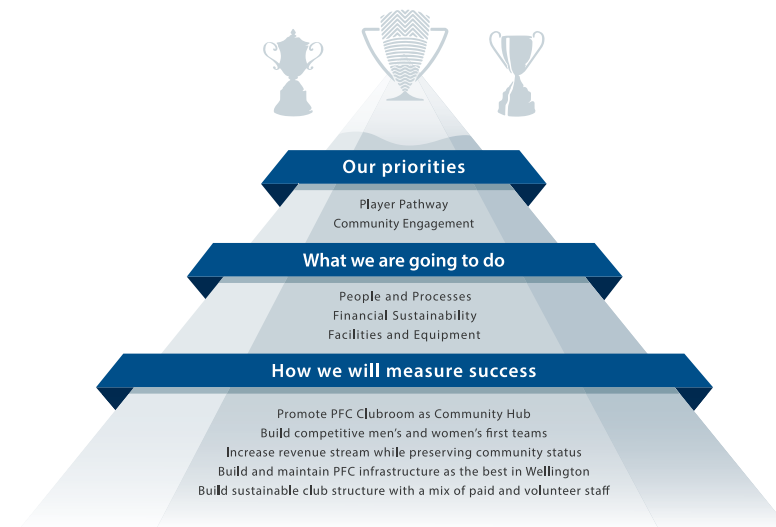 Our priorities
Player Pathway
Community Engagement
What we are going to do
People and Processes
Financial Sustainability
Facilities and Equipment
How we will measure success
Promote PFC Clubroom as Community Hub
Build competitive men's and women's first teams
Increase revenue stream while preserving community status
Build and maintain PFC infrastructure as the best in Wellington
Build sustainable club structure with a mix of paid and volunteer staff